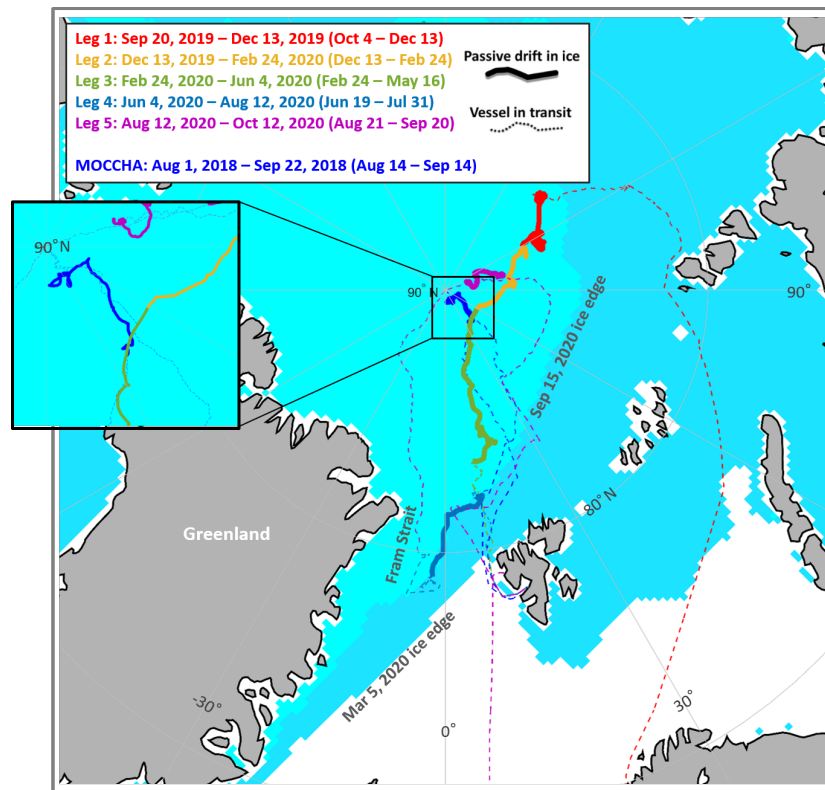 Leg 1: Sep 20, 2019 – Dec 13, 2019 (Oct 4 – Dec 13)
Leg 2: Dec 13, 2019 – Feb 24, 2020 (Dec 13 – Feb 24)
Leg 3: Feb 24, 2020 – Jun 4, 2020 (Feb 24 – May 16)
Leg 4: Jun 4, 2020 – Aug 12, 2020 (Jun 19 – Jul 31)
Leg 5: Aug 12, 2020 – Oct 12, 2020 (Aug 21 – Sep 20)
MOCCHA: Aug 1, 2018 – Sep 22, 2018 (Aug 14 – Sep 14)
Passive drift in ice
Vessel in transit
90°N
90°N
90°
Sep 15, 2020 ice edge
80°N
Greenland
Fram Strait
Mar 5, 2020 ice edge
-30°
0°
30°